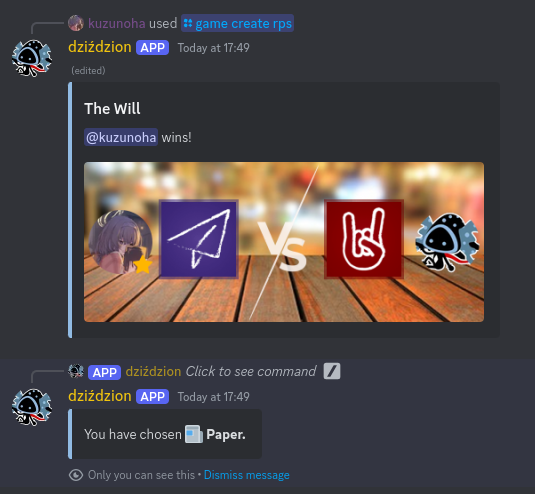 kuzunoha used game create rps
dziździon APP Today at 17:49
(edited)
The Will
@kuzunoha wins!
VS
APP dziździon Click to see command
dziździon APP Today at 17:49
You have chosen Paper.
Only you can see this • Dismiss message